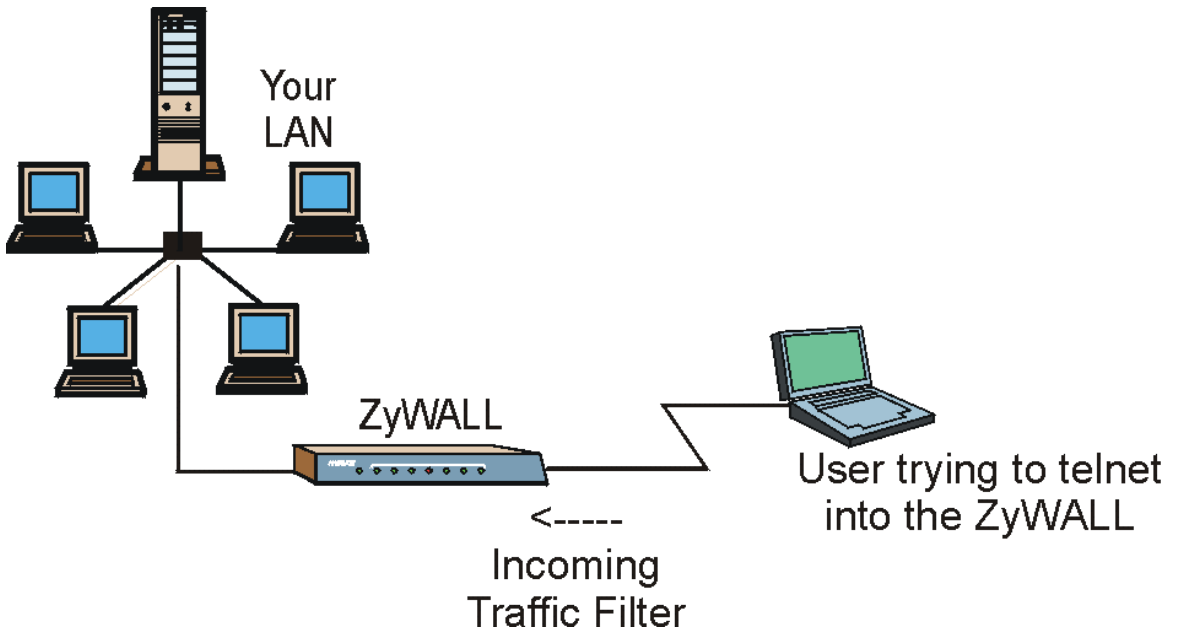 Your
LAN
ZyWALL
User trying to telnet
into the ZyWALL
<-----
Incoming
Traffic Filter